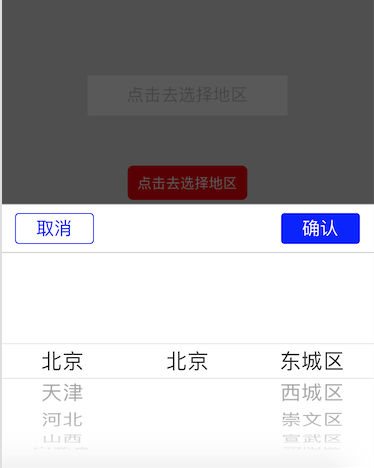 点击去选择地区
点击去选择地区
取消 确认
北京 北京 东城区
天津 西城区
河北 崇文区
山西 宣武区